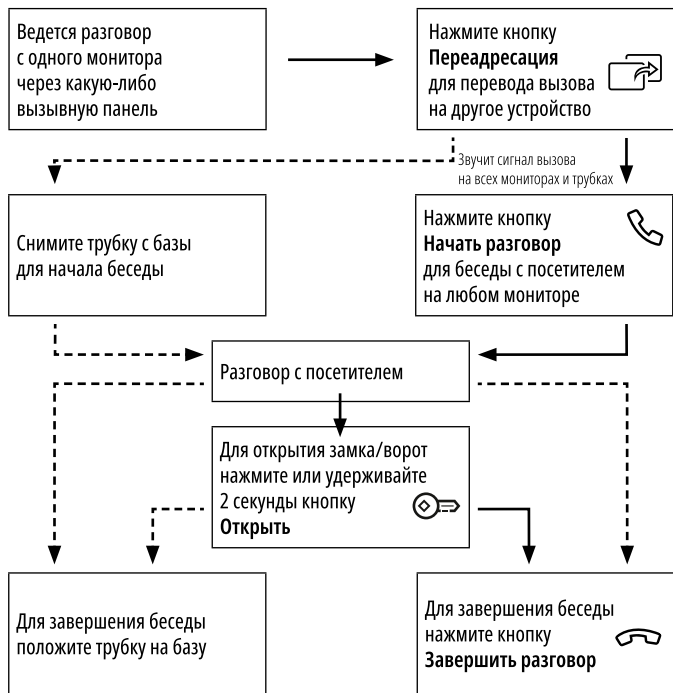 Ведется разговор
с одного монитора
через какую-либо
вызывную панель
Нажмите кнопку
Переадресация
для перевода вызова
на другое устройство
Звучит сигнал вызова
на всех мониторах и трубках
Снимите трубку с базы
для начала беседы
Нажмите кнопку
Начать разговор
для беседы с посетителем
на любом мониторе
Разговор с посетителем
Для открытия замка/ворот
нажмите или удерживайте
2 секунды кнопку
Открыть
Для завершения беседы
положите трубку на базу
Для завершения беседы
нажмите кнопку
Завершить разговор